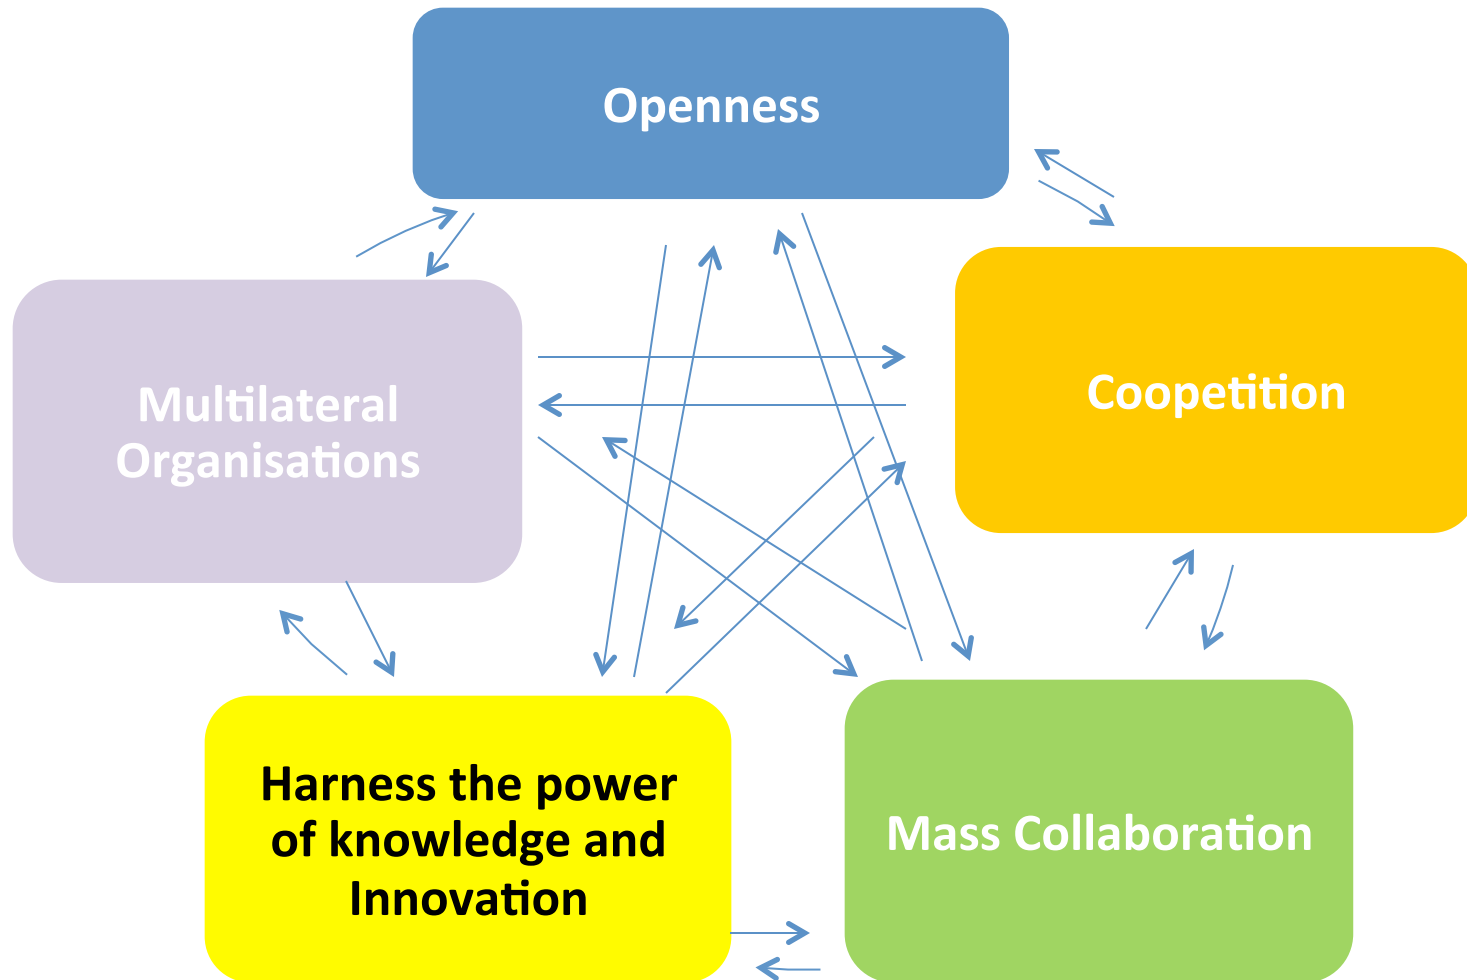 Openness
Multilateral
Organisations
Coopetition
Harness the power
of knowledge and
Innovation
Mass Collaboration